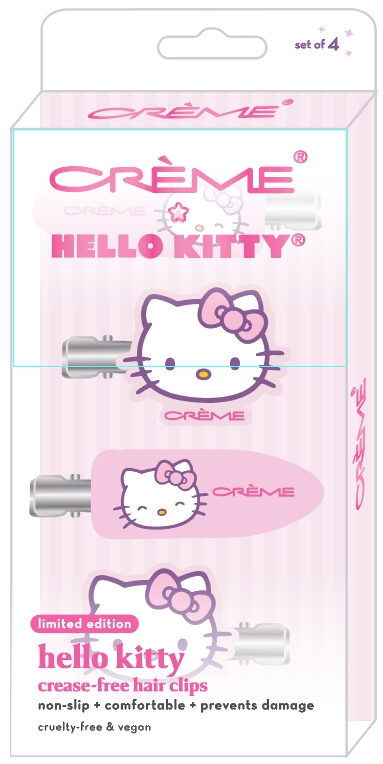 set of 4
CRÈME®
CRÈME®
CRÈME
HELLO KITTY®
CRÈME
CRÈME
CRÈME
limited edition
hello kitty
crease-free hair clips
non-slip + comfortable + prevents damage
cruelty-free & vegan